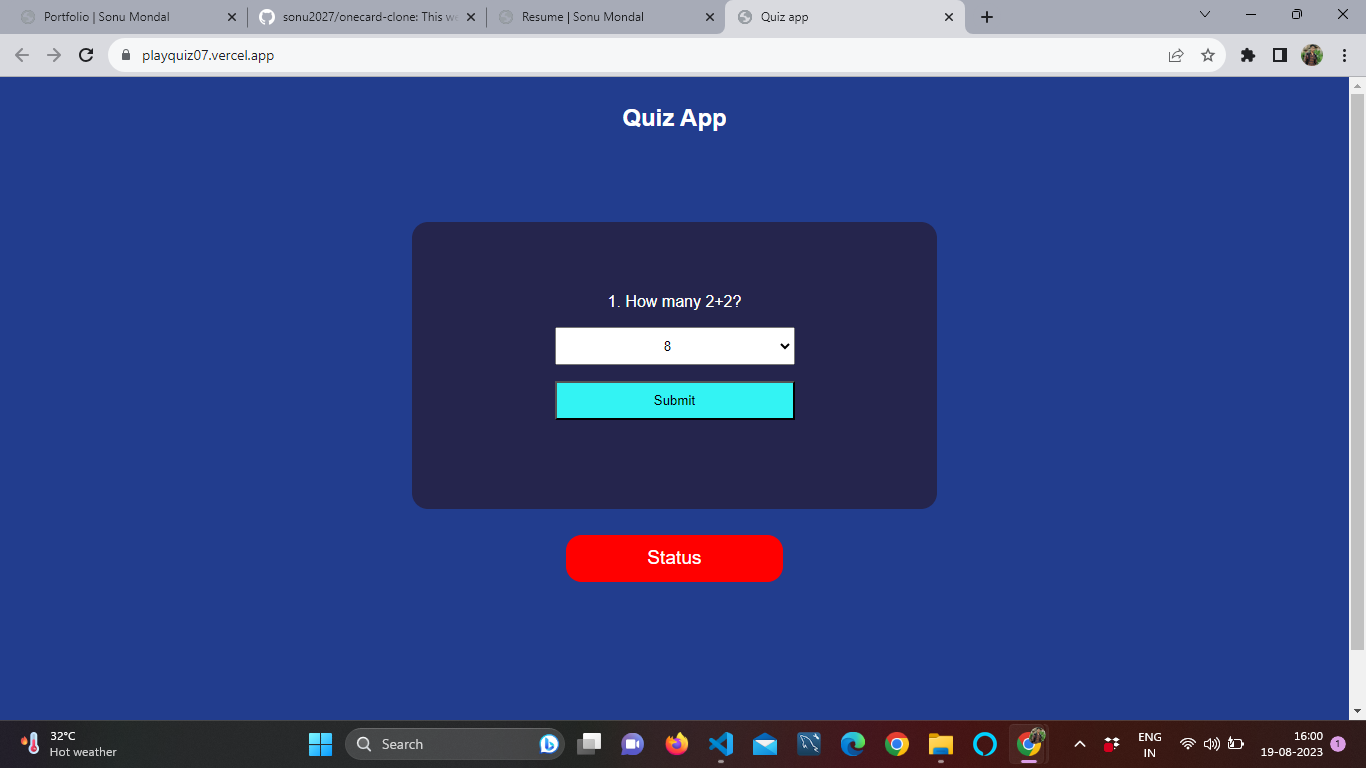 Portfolio | Sonu Mondal
sonu2027/onecard-clone: This we
Resume | Sonu Mondal
Quiz app
playquiz07.vercel.app
Quiz App
1. How many 2+2?
8
Submit
Status
32°C
Hot weather
Search
ENG
IN
16:00
19-08-2023
1